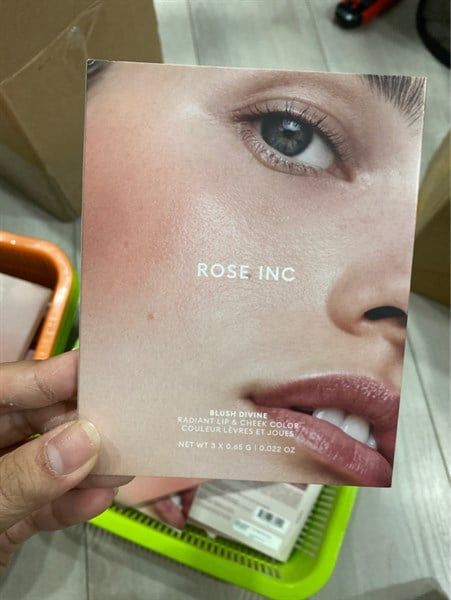 ROSE INC
BLUSH DIVINE
RADIANT LIP & CHEEK COLOR
COULEUR LÈVRES ET JOUES
NET WT 3 X 0.65 G | 0.022 OZ